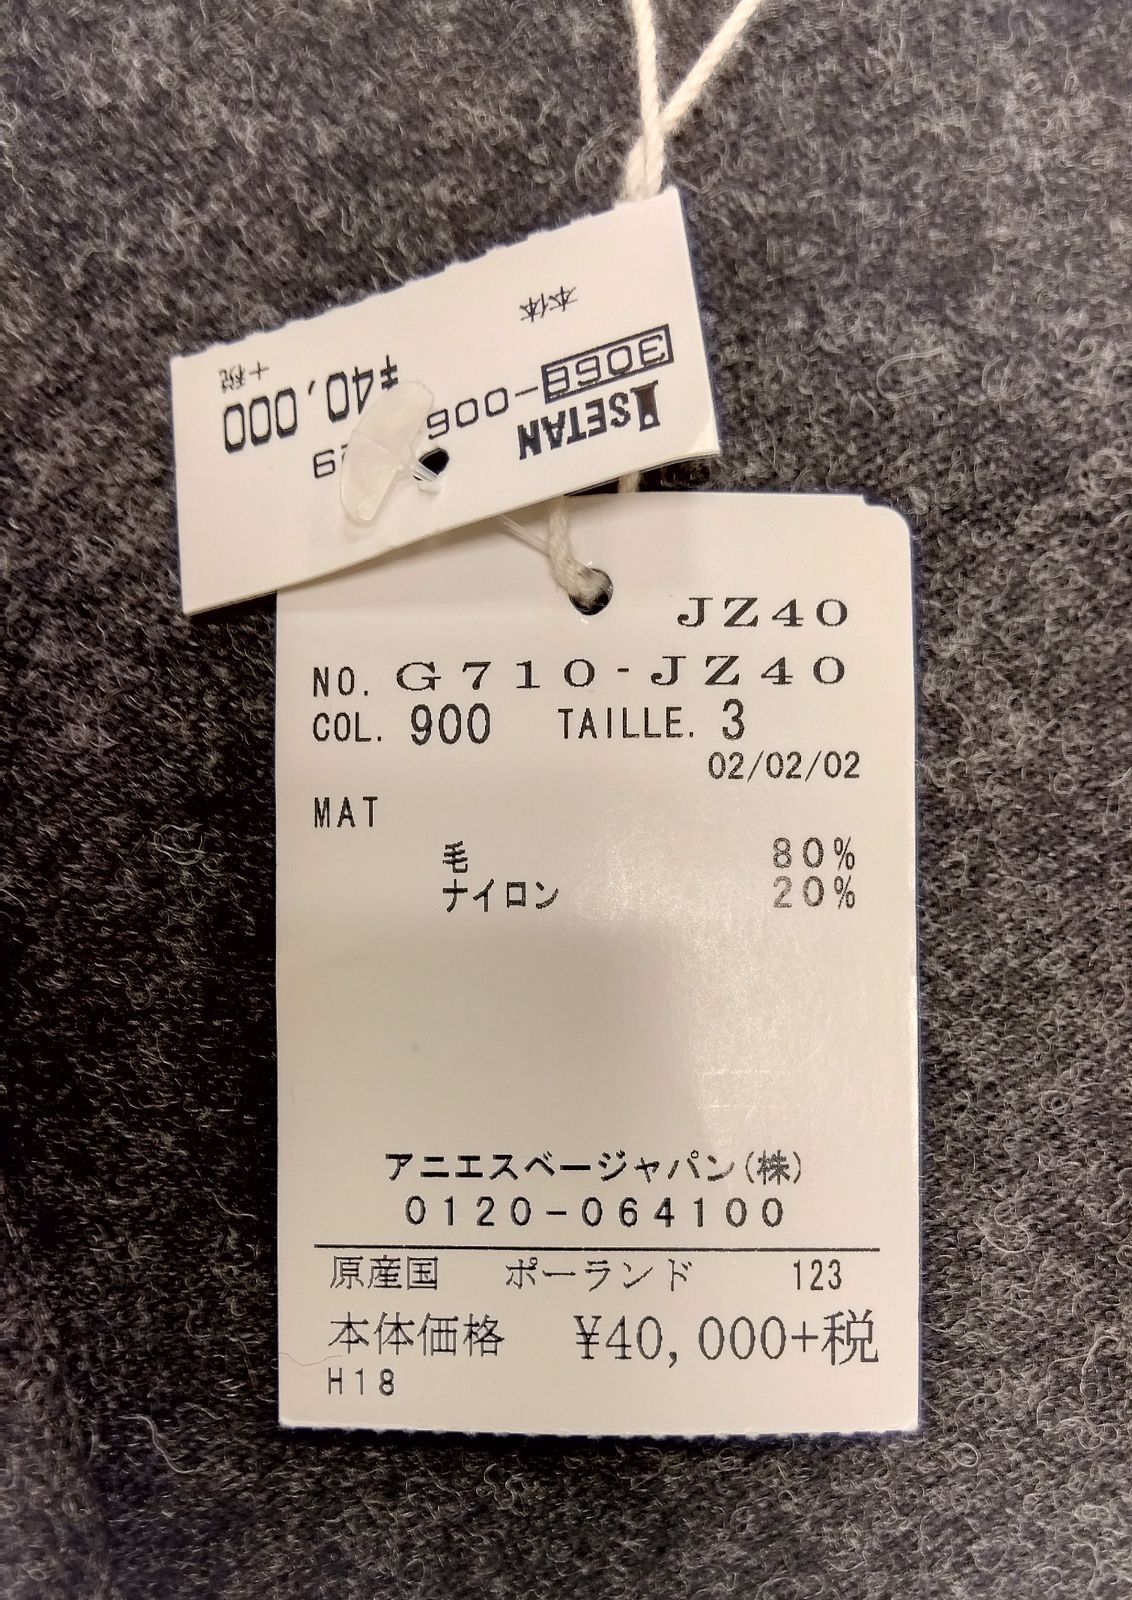 ISETAN
306B-006
29
本体
¥40,000
+税
JZ40
NO. G710-JZ40
COL. 900 TAILLE. 3
02/02/02
MAT
毛 80%
ナイロン 20%
アニエスベージャパン(株)
0120-064100
原産国 ポーランド 123
本体価格 ¥40,000+税
H18